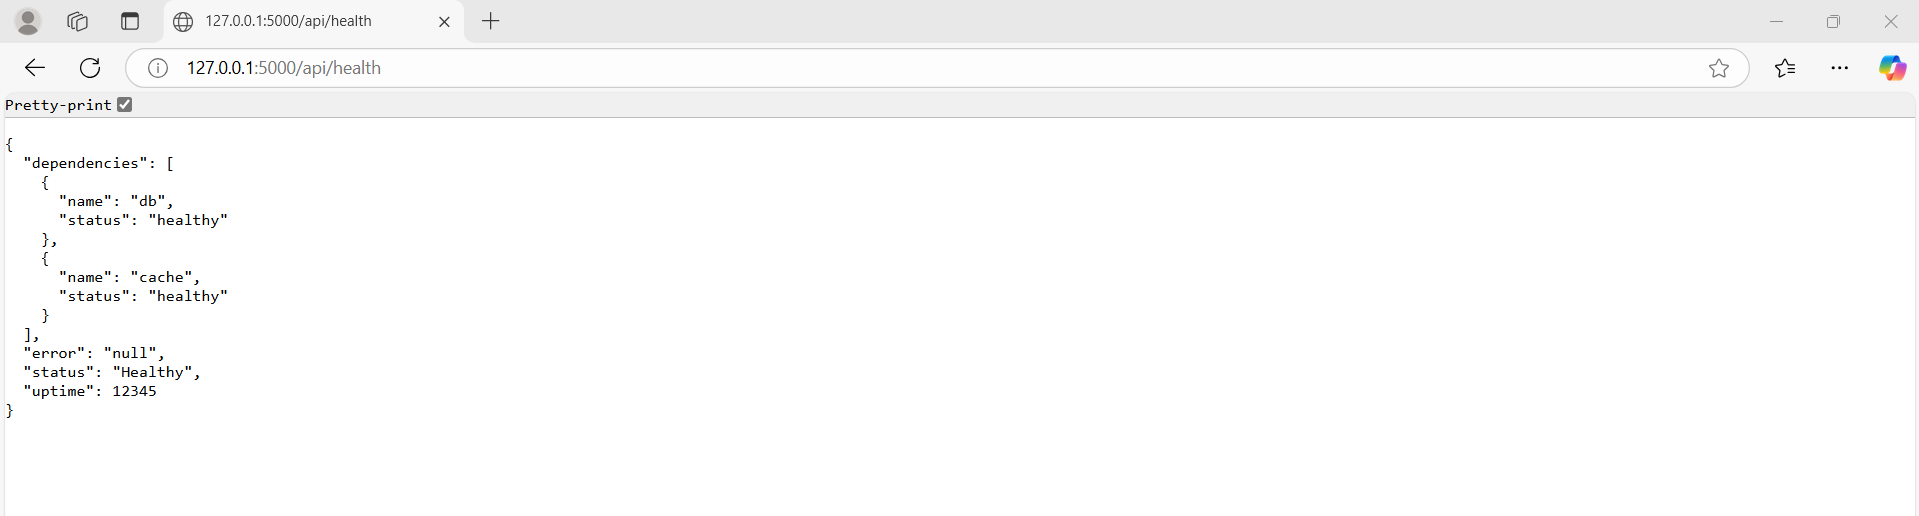 127.0.0.1:5000/api/health
127.0.0.1:5000/api/health
Pretty-print
{
  "dependencies": [
    {
      "name": "db",
      "status": "healthy"
    },
    {
      "name": "cache",
      "status": "healthy"
    }
  ],
  "error": "null",
  "status": "Healthy",
  "uptime": 12345
}